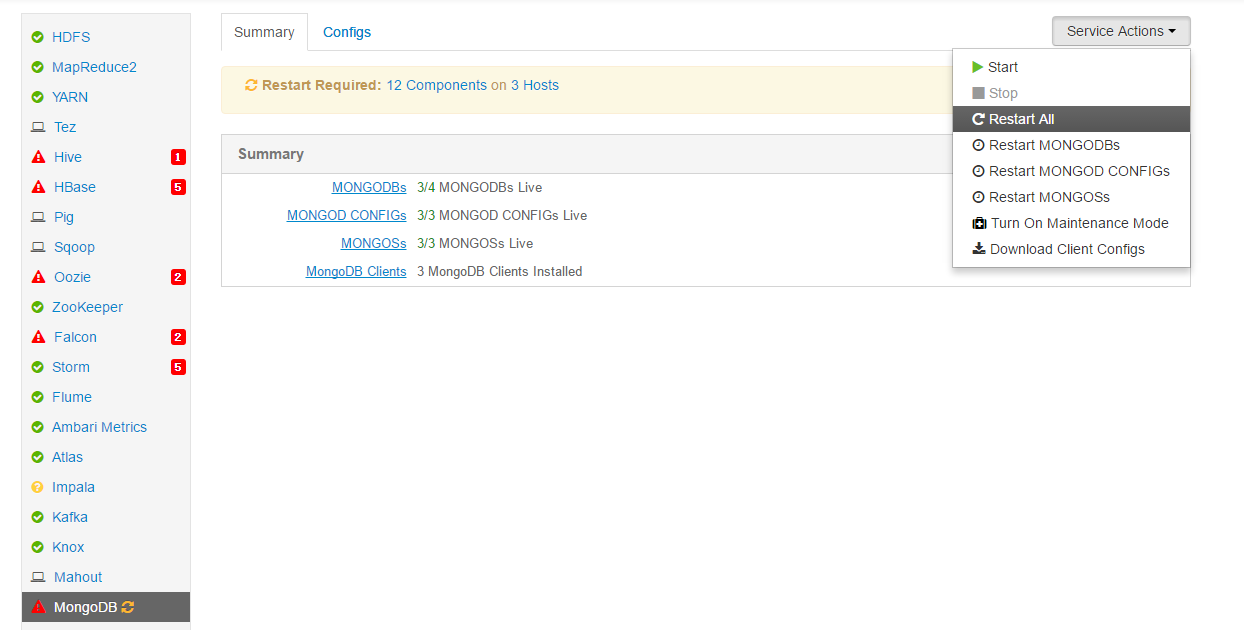 HDFS
MapReduce2
YARN
Tez
Hive 1
HBase 5
Pig
Sqoop
Oozie 2
ZooKeeper
Falcon 2
Storm 5
Flume
Ambari Metrics
Atlas
Impala
Kafka
Knox
Mahout
MongoDB
Summary Configs
Service Actions
Restart Required: 12 Components on 3 Hosts
Summary
MONGODBs 3/4 MONGODBs Live
MONGOD CONFIGs 3/3 MONGOD CONFIGs Live
MONGOSs 3/3 MONGOSs Live
MongoDB Clients 3 MongoDB Clients Installed
Start
Stop
Restart All
Restart MONGODBs
Restart MONGOD CONFIGs
Restart MONGOSs
Turn On Maintenance Mode
Download Client Configs